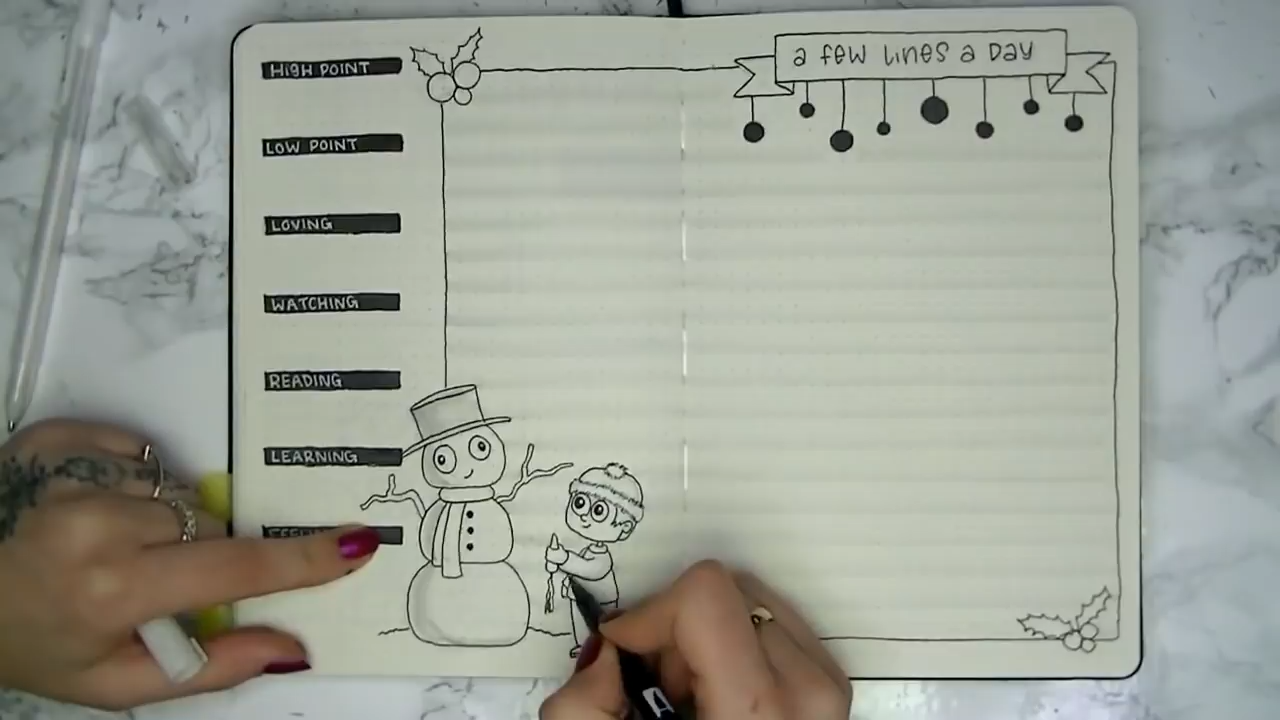 HIGH POINT
LOW POINT
LOVING
WATCHING
READING
LEARNING
a few lines a day